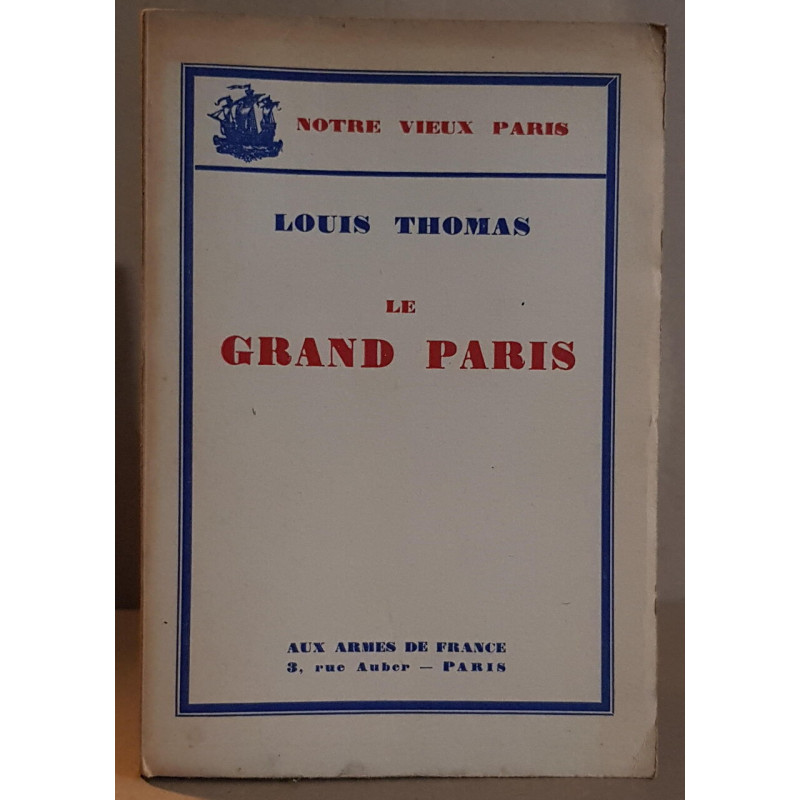 NOTRE VIEUX PARIS
LOUIS THOMAS
LE
GRAND PARIS
AUX ARMES DE FRANCE
3, rue Auber — PARIS